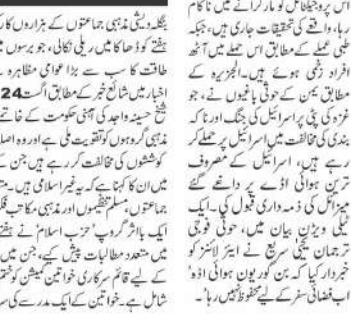 اس پروجیکٹائل کو مار گرانے میں ناکام
رہا، واقعے کی تحقیقات جاری ہیں، جبکہ
طبی عملے کے مطابق اس حملے میں آٹھ
افراد زخمی ہوئے ہیں۔ الجزیرہ کے
مطابق یمن کے حوثی باغیوں نے، جو
غزہ کی پٹی پر اسرائیل کی جنگ اور ناکہ
بندی کی مخالفت میں اسرائیل پر حملے کر
رہے ہیں، اسرائیل کے مصروف
ترین ہوائی اڈے پر داغے گئے
میزائل کی ذمہ داری قبول کی۔ ایک
ٹیلی ویژن بیان میں، حوثی فوجی
ترجمان یحییٰ سریع نے ایئر لائنز کو
خبردار کیا کہ بن گوریون ہوائی اڈہ'
اب فضائی سفر کے لیے محفوظ نہیں رہا'۔
بنگلہ دیشی مذہبی جماعتوں کے ہزاروں کار
ہفتے کو ڈھاکا میں ریلی نکالی، جو برسوں میں
طاقت کا سب سے بڑا عوامی مظاہرہ
اخبار میں شائع خبر کے مطابق اگست 24
شیخ حسینہ واجد کی آہنی حکومت کے خاتمے
مذہبی گروہوں کو تقویت ملی ہے اور وہ اصلا
کوششوں کی مخالفت کر رہے ہیں جن کے
میں ان کا کہنا ہے کہ یہ غیر اسلامی ہیں۔
جماعتوں، مسلم تنظیموں اور مذہبی مکاتب فکر
ایک بااثر گروپ 'حزب اسلام' نے ہفتے
میں متعدد مطالبات پیش کیے، جن میں
کے لیے قائم سرکاری خواتین کمیشن کو ختم
شامل ہے۔ خواتین کے ایک مدرسے کی